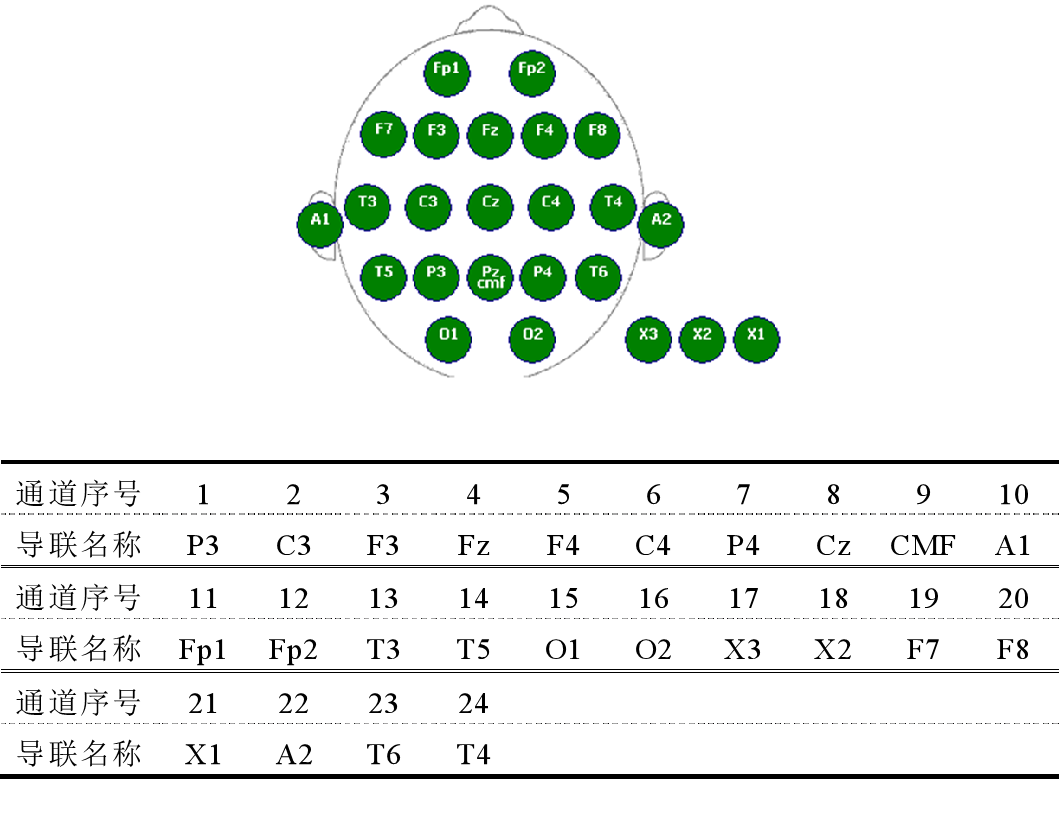 Fp1 Fp2
F7 F3 Fz F4 F8
T3 C3 Cz C4 T4
A1 A2
T5 P3 Pz P4 T6
cmf
O1 O2 X3 X2 X1
通道序号 1 2 3 4 5 6 7 8 9 10
导联名称 P3 C3 F3 Fz F4 C4 P4 Cz CMF A1
通道序号 11 12 13 14 15 16 17 18 19 20
导联名称 Fp1 Fp2 T3 T5 O1 O2 X3 X2 F7 F8
通道序号 21 22 23 24
导联名称 X1 A2 T6 T4